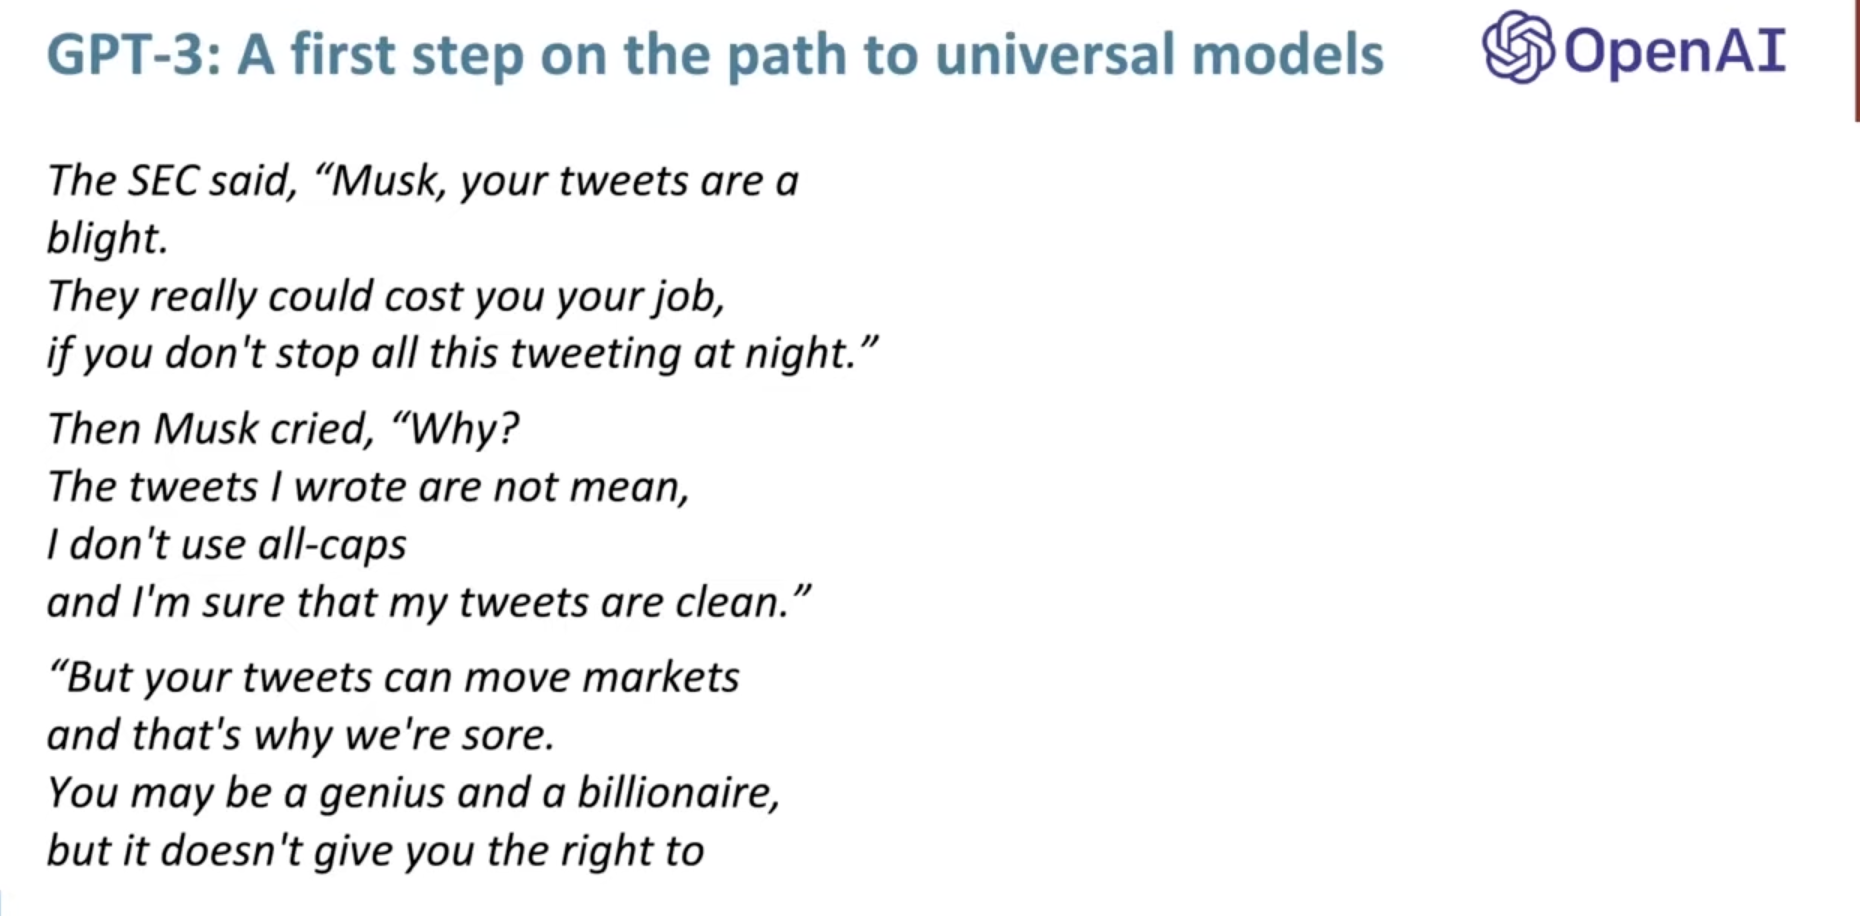 GPT-3: A first step on the path to universal models
OpenAI
The SEC said, “Musk, your tweets are a
blight.
They really could cost you your job,
if you don't stop all this tweeting at night.”
Then Musk cried, “Why?
The tweets I wrote are not mean,
I don't use all-caps
and I'm sure that my tweets are clean.”
“But your tweets can move markets
and that's why we're sore.
You may be a genius and a billionaire,
but it doesn't give you the right to